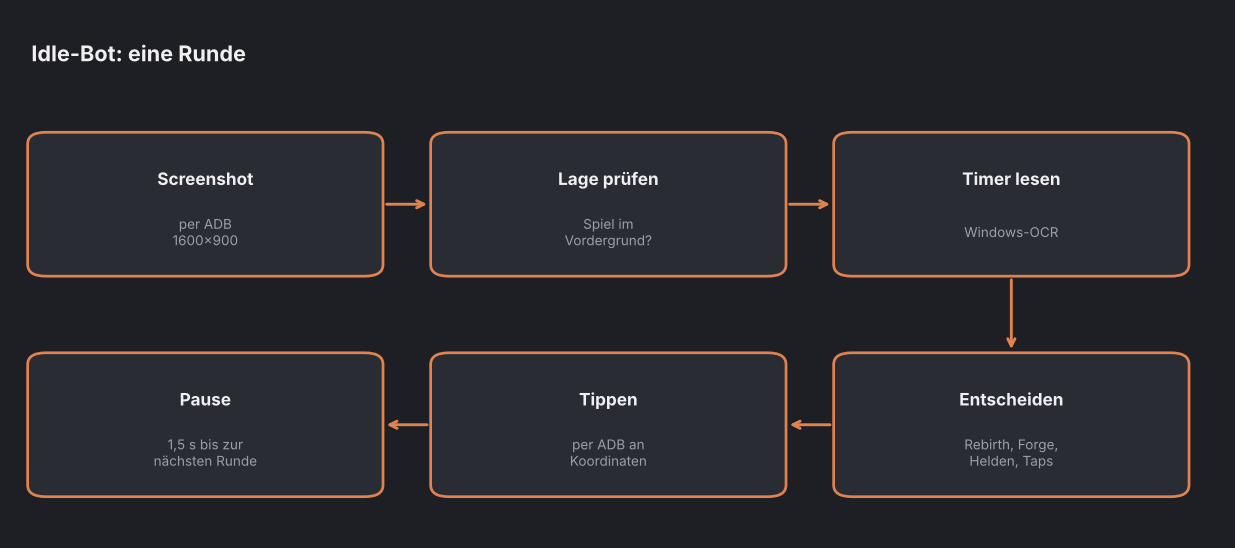 Idle-Bot: eine Runde
Screenshot
per ADB
1600×900
Lage prüfen
Spiel im
Vordergrund?
Timer lesen
Windows-OCR
Entscheiden
Rebirth, Forge,
Helden, Taps
Tippen
per ADB an
Koordinaten
Pause
1,5 s bis zur
nächsten Runde